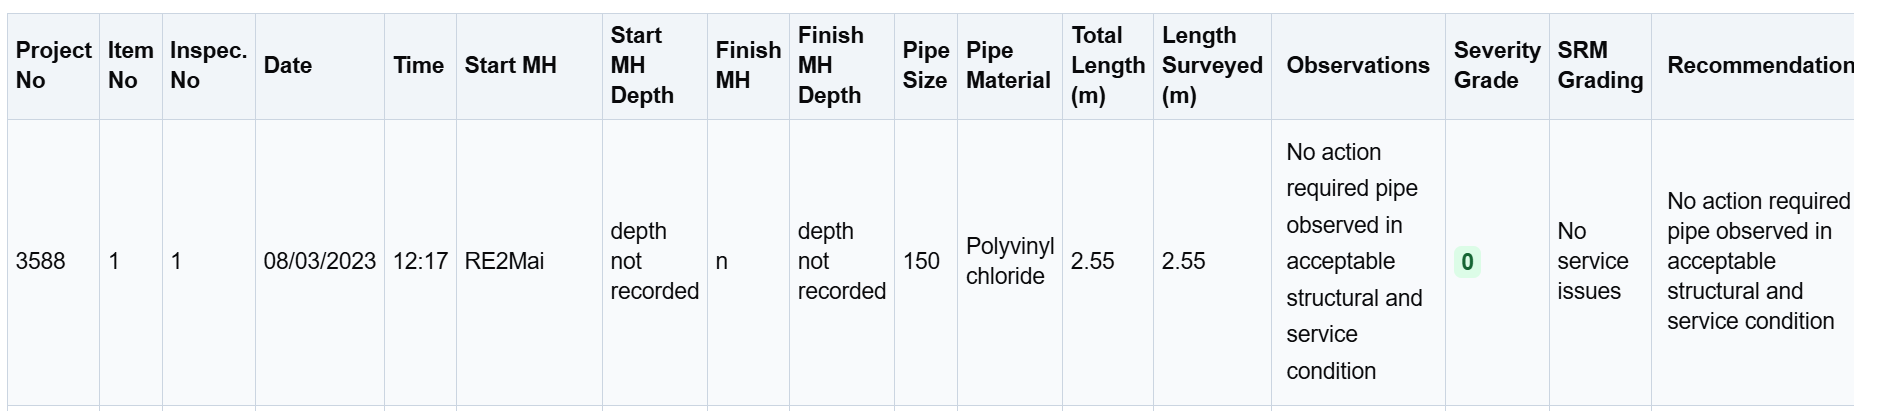 Project No | Item No | Inspec. No | Date | Time | Start MH | Start MH Depth | Finish MH | Finish MH Depth | Pipe Size | Pipe Material | Total Length (m) | Length Surveyed (m) | Observations | Severity Grade | SRM Grading | Recommendation
3588 | 1 | 1 | 08/03/2023 | 12:17 | RE2Mai | depth not recorded | n | depth not recorded | 150 | Polyvinyl chloride | 2.55 | 2.55 | No action required pipe observed in acceptable structural and service condition | 0 | No service issues | No action required pipe observed in acceptable structural and service condition